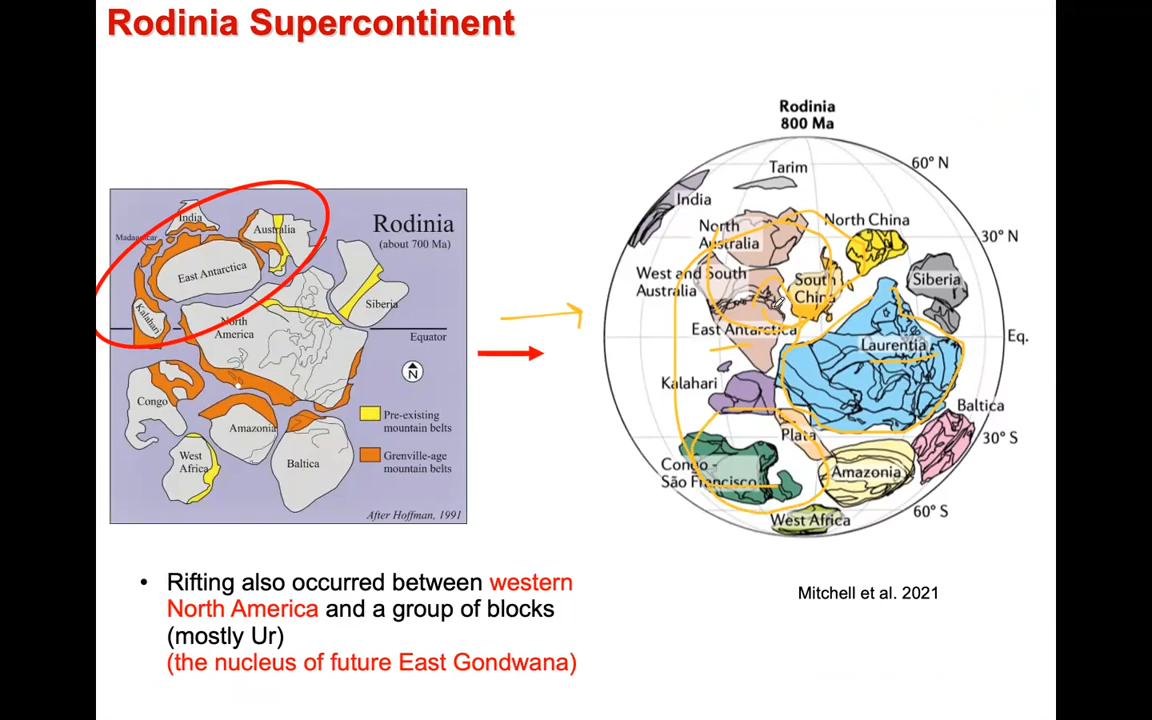 Rodinia Supercontinent
Rodinia
(about 700 Ma)
India
Australia
Madagascar
East Antarctica
Kalahari
Siberia
North
America
Equator
N
Congo
Amazonia
West
Africa
Baltica
Pre-existing
mountain belts
Grenville-age
mountain belts
After Hoffman, 1991
Rodinia
800 Ma
60° N
Tarim
India
North
Australia
North China
30° N
West and South
Australia
South
China
Siberia
East Antarctica
Laurentia
Eq.
Kalahari
Baltica
Plata
30° S
Congo -
São Francisco
Amazonia
60° S
West Africa
• Rifting also occurred between western
North America and a group of blocks
(mostly Ur)
(the nucleus of future East Gondwana)
Mitchell et al. 2021